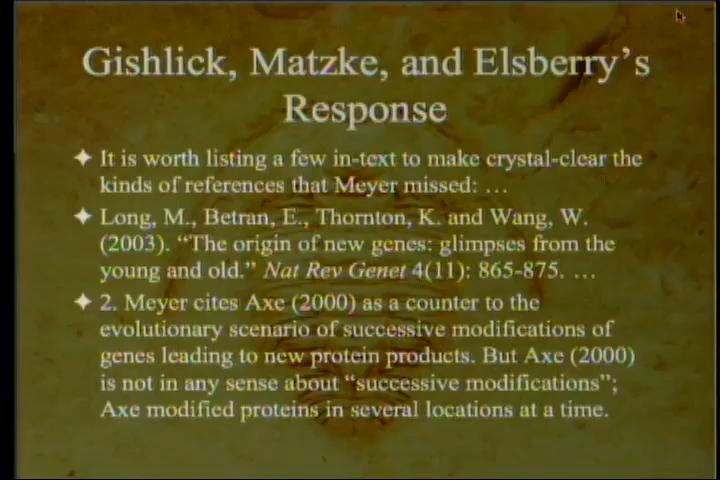 Gishlick, Matzke, and Elsberry's
Response
It is worth listing a few in-text to make crystal-clear the
kinds of references that Meyer missed: …
Long, M., Betran, E., Thornton, K. and Wang, W.
(2003). "The origin of new genes: glimpses from the
young and old." Nat Rev Genet 4(11): 865-875. …
2. Meyer cites Axe (2000) as a counter to the
evolutionary scenario of successive modifications of
genes leading to new protein products. But Axe (2000)
is not in any sense about "successive modifications";
Axe modified proteins in several locations at a time.